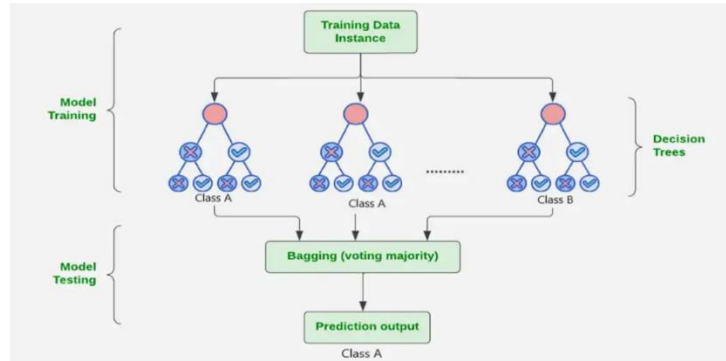 Training Data
Instance
Model
Training
Decision
Trees
.........
Class A
Class A
Class B
Bagging (voting majority)
Model
Testing
Prediction output
Class A